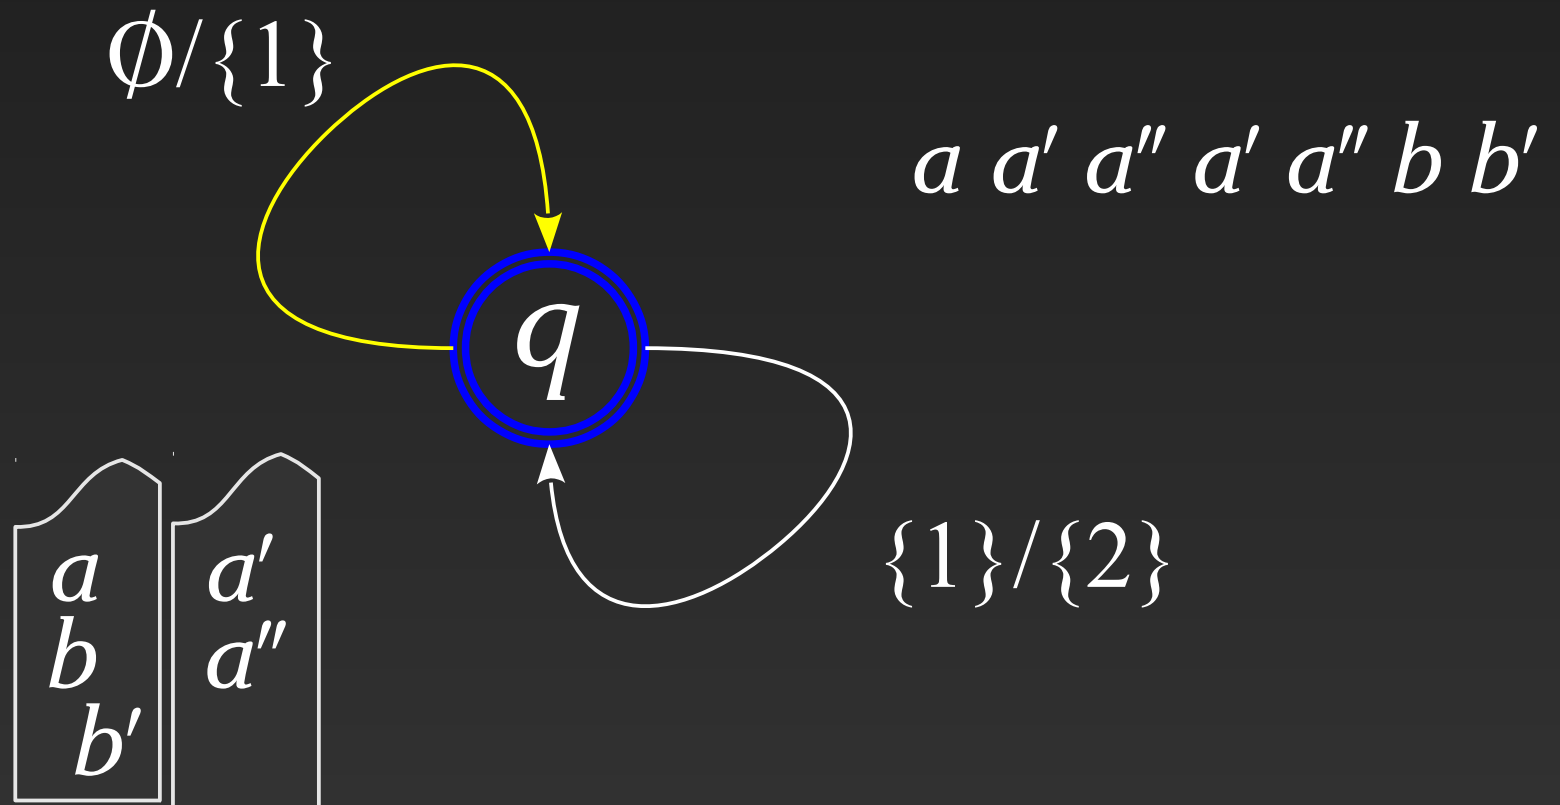 ϕ/{1}
a a′ a″ a′ a″ b b′
q
{1}/{2}
a
b
b′
a′
a″